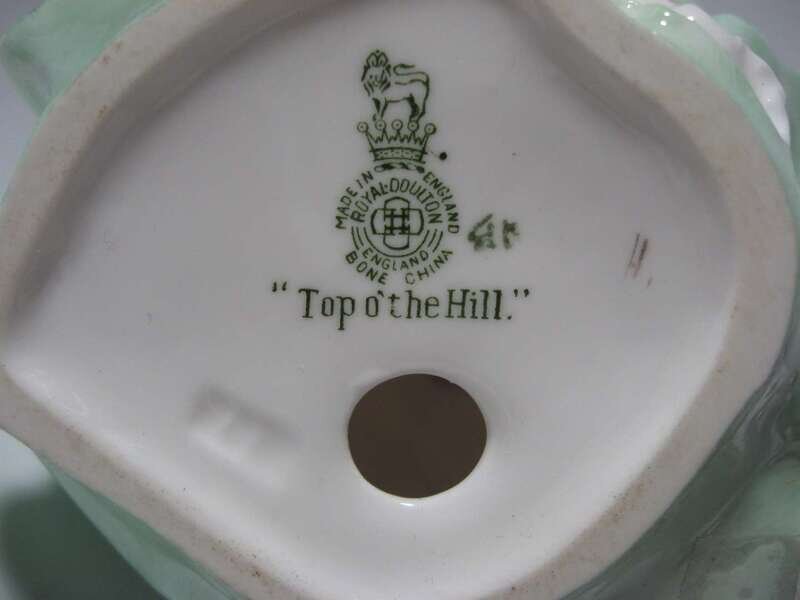 MADE IN ENGLAND
ROYAL·DOULTON
ENGLAND
BONE CHINA
"Top o' the Hill."